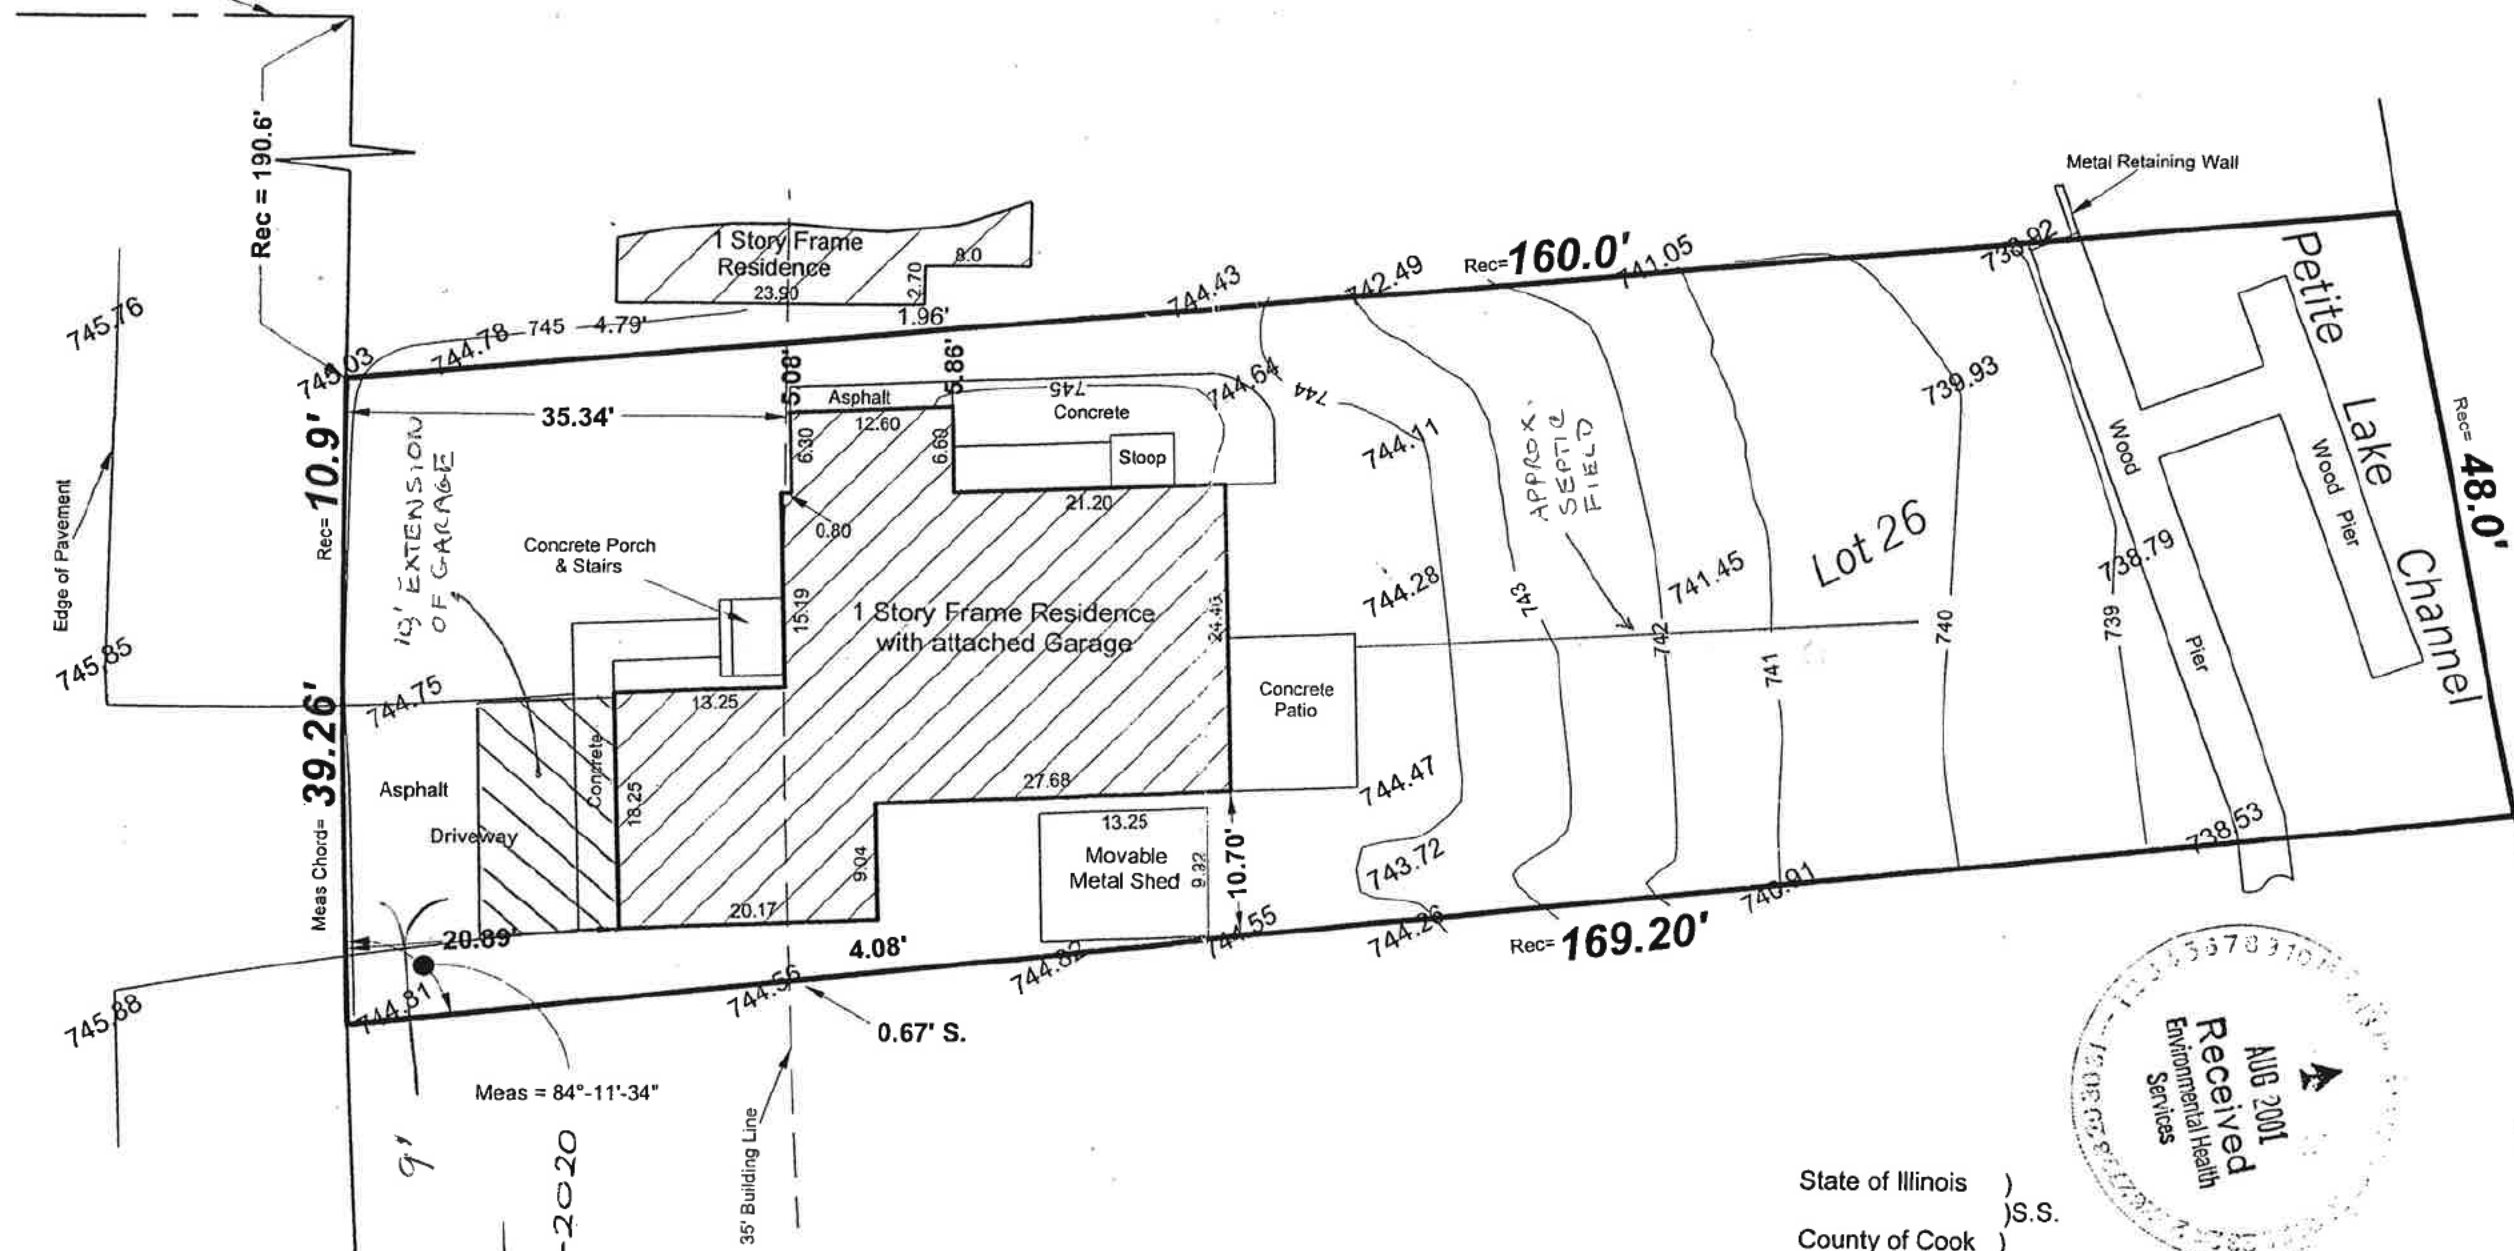 Rec = 190.6'
1 Story Frame
Residence
23.90
2.70
8.0
1.96'
745.76
745.03
744.78
745
4.79'
744.43
742.49
Rec= 160.0'
741.05
738.92
Metal Retaining Wall
Petite Lake Channel
Rec= 48.0'
Rec= 10.9'
35.34'
5.08'
5.86'
Asphalt
12.60
6.30
6.60
745
Concrete
Stoop
744.64
744
21.20
0.80
10' EXTENSION
OF GARAGE
Edge of Pavement
Concrete Porch
& Stairs
15.19
1 Story Frame Residence
with attached Garage
24.46
744.11
744.28
APPROX.
SEPTIC
FIELD
743
742
741.45
741
Lot 26
739.93
740
739
738.79
Wood
Pier
Wood Pier
745.85
744.75
Meas Chord= 39.26'
13.25
Asphalt
Driveway
Concrete
18.25
Concrete
Patio
27.68
9.04
20.17
13.25
Movable
Metal Shed
9.92
10.70'
744.47
743.72
744.26
740.91
738.53
Rec= 169.20'
20.89'
4.08'
744.81
744.56
744.82
744.55
0.67' S.
745.88
Meas = 84°-11'-34"
9'
-2020
35' Building Line
AUG 2001
Received
Environmental Health
Services
State of Illinois )
)S.S.
County of Cook )